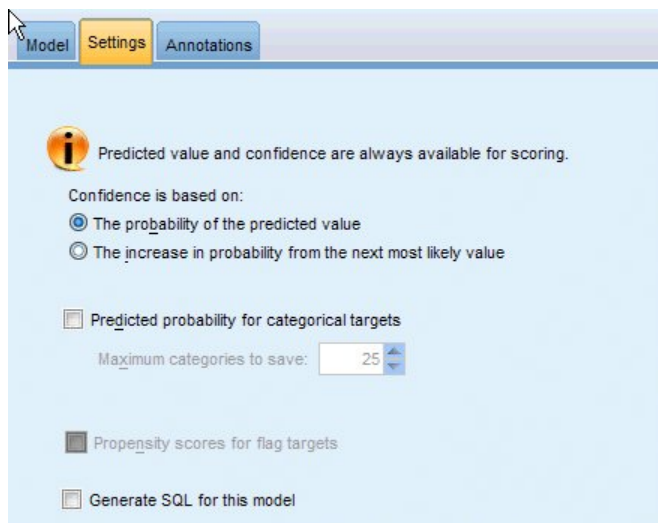 Model Settings Annotations
Predicted value and confidence are always available for scoring.
Confidence is based on:
The probability of the predicted value
The increase in probability from the next most likely value
Predicted probability for categorical targets
Maximum categories to save: 25
Propensity scores for flag targets
Generate SQL for this model